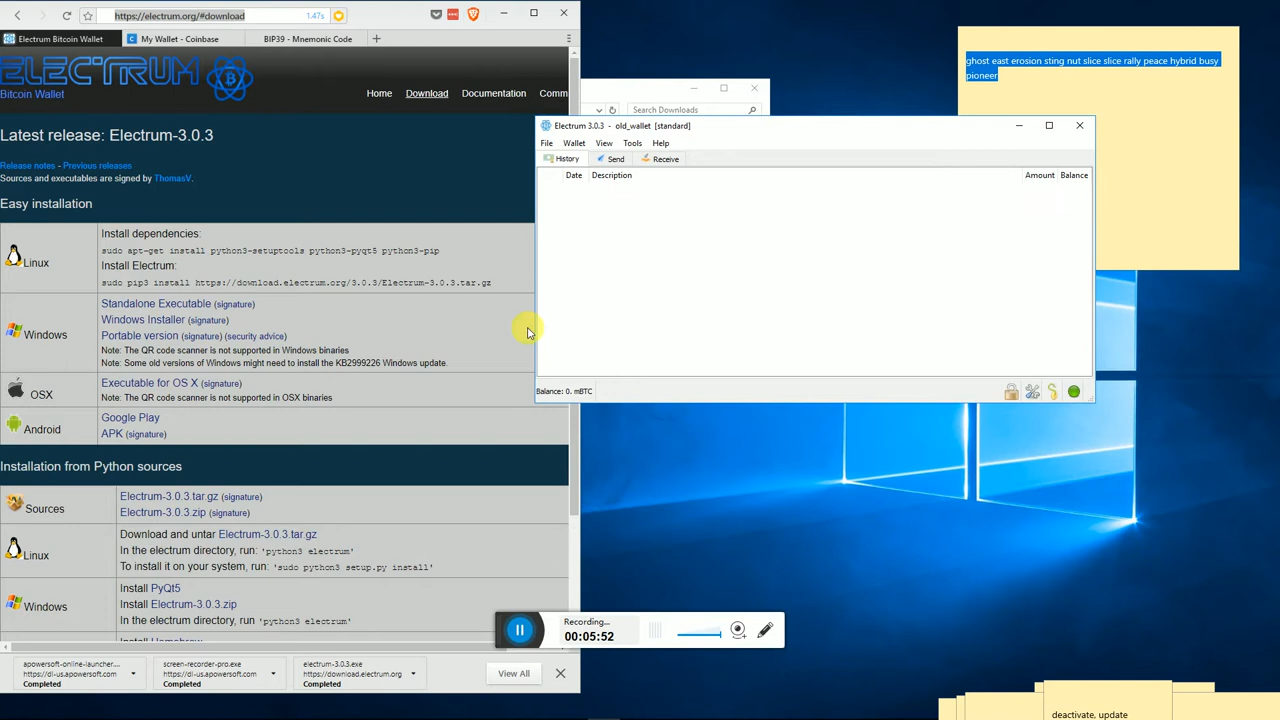 https://electrum.org/#download
1.47s
Electrum Bitcoin Wallet
My Wallet - Coinbase
BIP39 - Mnemonic Code
ELECTRUM
Bitcoin Wallet
Home
Download
Documentation
Comm
Latest release: Electrum-3.0.3
Release notes - Previous releases
Sources and executables are signed by ThomasV.
Easy installation
Linux
Install dependencies:
sudo apt-get install python3-setuptools python3-pyqt5 python3-pip
Install Electrum:
sudo pip3 install https://download.electrum.org/3.0.3/Electrum-3.0.3.tar.gz
Windows
Standalone Executable (signature)
Windows Installer (signature)
Portable version (signature) (security advice)
Note: The QR code scanner is not supported in Windows binaries
Note: Some old versions of Windows might need to install the KB2999226 Windows update.
OSX
Executable for OS X (signature)
Note: The QR code scanner is not supported in OSX binaries
Android
Google Play
APK (signature)
Installation from Python sources
Sources
Electrum-3.0.3.tar.gz (signature)
Electrum-3.0.3.zip (signature)
Linux
Download and untar Electrum-3.0.3.tar.gz
In the electrum directory, run: 'python3 electrum'
To install it on your system, run: 'sudo python3 setup.py install'
Windows
Install PyQt5
Install Electrum-3.0.3.zip
In the electrum directory, run 'python3 electrum'
Install Homebrew
apowersoft-online-launcher....
https://dl-us.apowersoft.com
Completed
screen-recorder-pro.exe
https://dl-us.apowersoft.com
Completed
electrum-3.0.3.exe
https://download.electrum.org
Completed
View All
Search Downloads
Electrum 3.0.3 - old_wallet [standard]
File
Wallet
View
Tools
Help
History
Send
Receive
Date
Description
Amount
Balance
Balance: 0. mBTC
Recording...
00:05:52
ghost east erosion sting nut slice slice rally peace hybrid busy
pioneer
deactivate, update